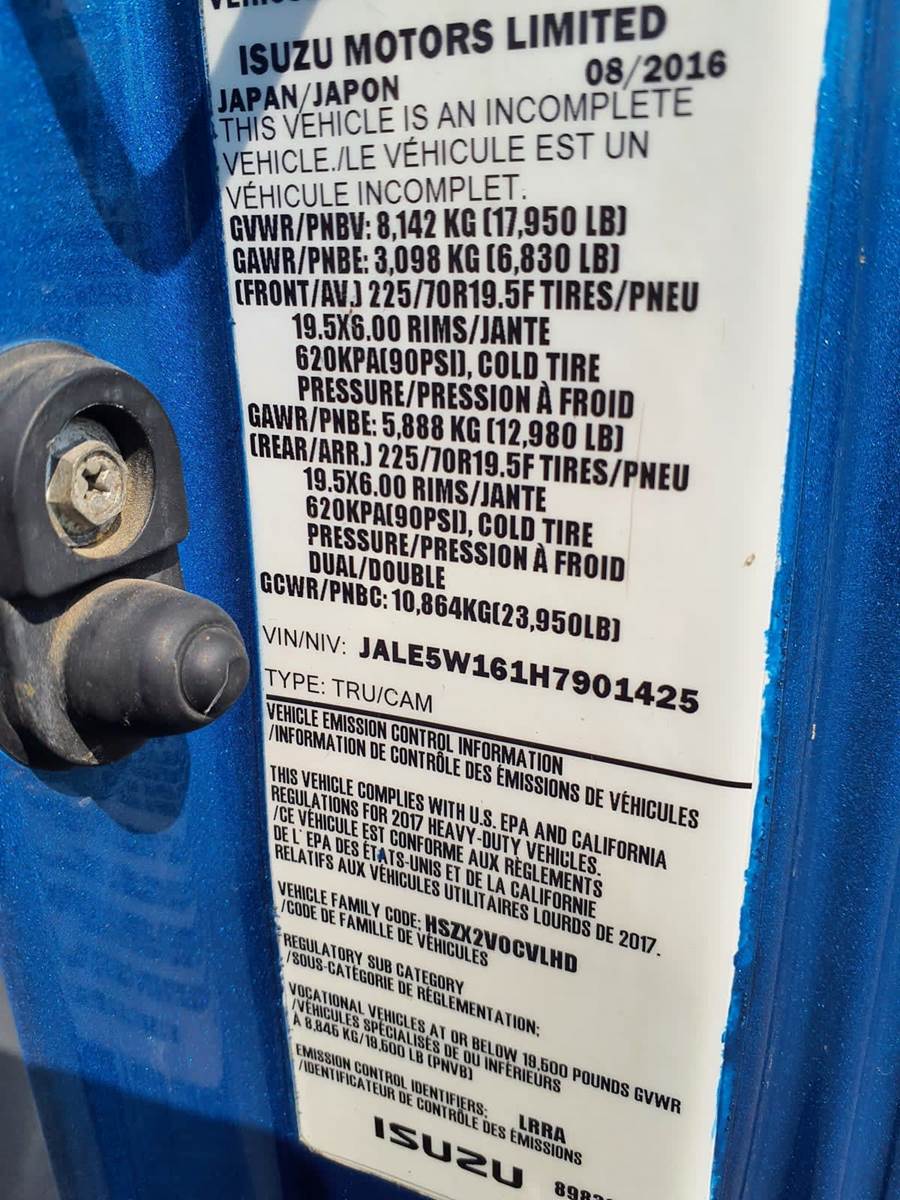 ISUZU MOTORS LIMITED
JAPAN/JAPON 08/2016
THIS VEHICLE IS AN INCOMPLETE
VEHICLE./LE VÉHICULE EST UN
VÉHICULE INCOMPLET.
GVWR/PNBV: 8,142 KG (17,950 LB)
GAWR/PNBE: 3,098 KG (6,830 LB)
(FRONT/AV.) 225/70R19.5F TIRES/PNEU
19.5X6.00 RIMS/JANTE
620KPA(90PSI), COLD TIRE
PRESSURE/PRESSION À FROID
GAWR/PNBE: 5,888 KG (12,980 LB)
(REAR/ARR.) 225/70R19.5F TIRES/PNEU
19.5X6.00 RIMS/JANTE
620KPA(90PSI), COLD TIRE
PRESSURE/PRESSION À FROID
DUAL/DOUBLE
GCWR/PNBC: 10,864KG(23,950LB)
VIN/NIV: JALE5W161H7901425
TYPE: TRU/CAM
VEHICLE EMISSION CONTROL INFORMATION
/INFORMATION DE CONTRÔLE DES ÉMISSIONS DE VÉHICULES
THIS VEHICLE COMPLIES WITH U.S. EPA AND CALIFORNIA
REGULATIONS FOR 2017 HEAVY-DUTY VEHICLES.
/CE VÉHICULE EST CONFORME AUX RÈGLEMENTS
DE L'EPA DES ÉTATS-UNIS ET DE LA CALIFORNIE
RELATIFS AUX VÉHICULES UTILITAIRES LOURDS DE 2017.
VEHICLE FAMILY CODE: HSZX2VOCVLHD
/CODE DE FAMILLE DE VÉHICULES
REGULATORY SUB CATEGORY
/SOUS-CATÉGORIE DE RÉGLEMENTATION:
VOCATIONAL VEHICLES AT OR BELOW 19,500 POUNDS GVWR
/VÉHICULES SPÉCIALISÉS DE OU INFÉRIEURS
À 8,845 KG/19,500 LB (PNVB)
EMISSION CONTROL IDENTIFIERS: LRRA
/IDENTIFICATEUR DE CONTRÔLE DES ÉMISSIONS
ISUZU